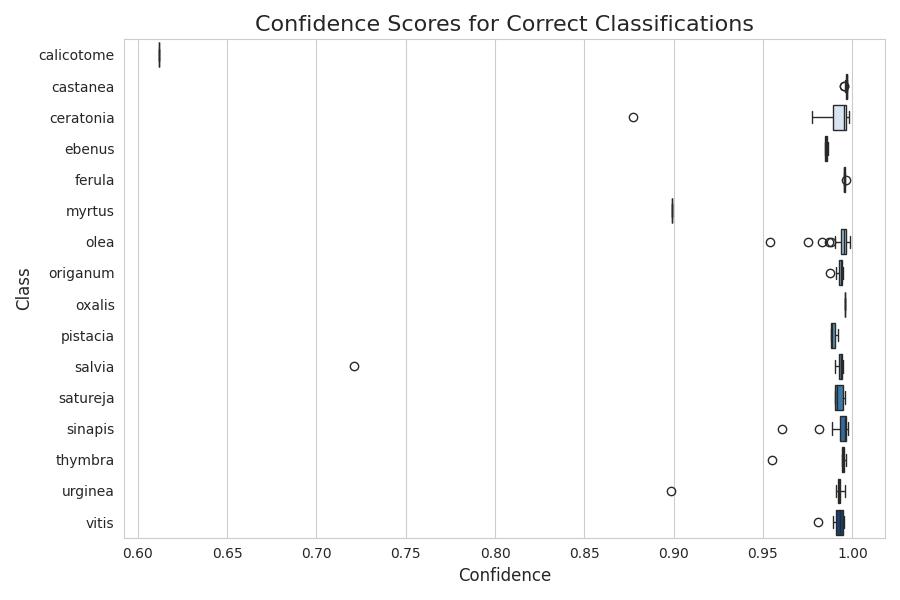 Confidence Scores for Correct Classifications
calicotome
castanea
ceratonia
ebenus
ferula
myrtus
olea
origanum
oxalis
pistacia
salvia
satureja
sinapis
thymbra
urginea
vitis
Class
0.60 0.65 0.70 0.75 0.80 0.85 0.90 0.95 1.00
Confidence